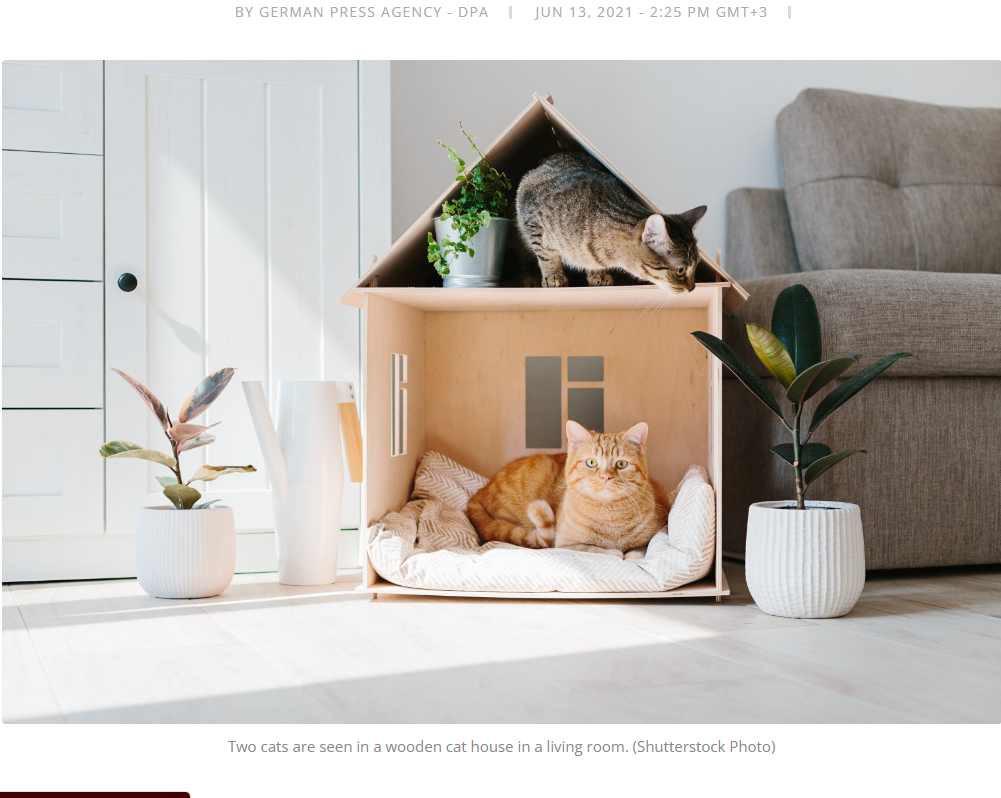 BY GERMAN PRESS AGENCY - DPA | JUN 13, 2021 - 2:25 PM GMT+3 |
Two cats are seen in a wooden cat house in a living room. (Shutterstock Photo)